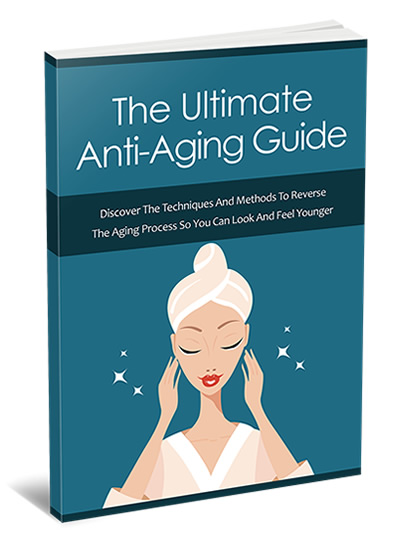 The Ultimate
Anti-Aging Guide
Discover The Techniques And Methods To Reverse
The Aging Process So You Can Look And Feel Younger